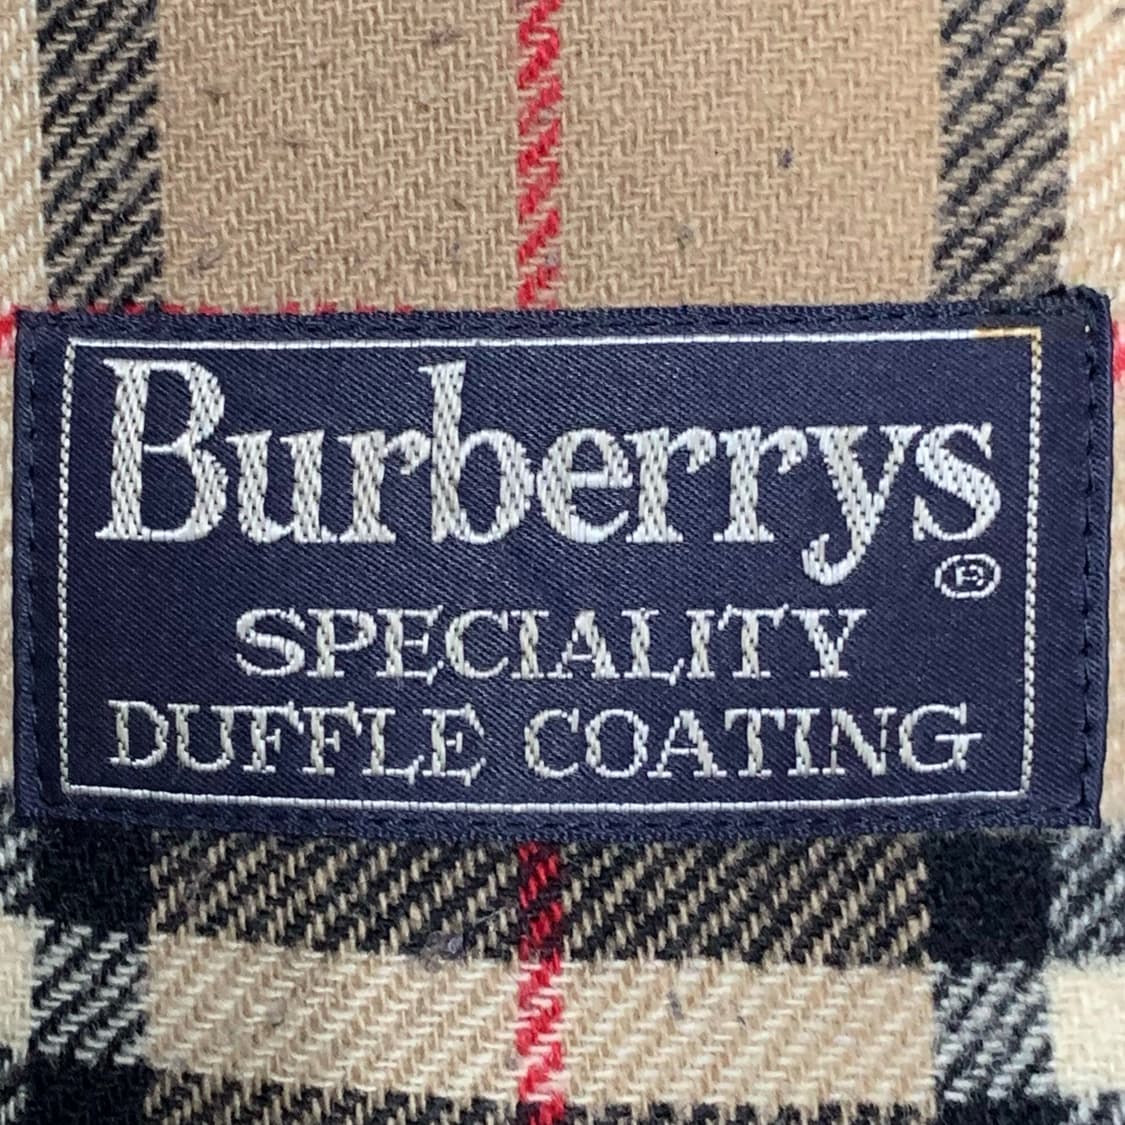 Burberrys®
SPECIALITY
DUFFLE COATING